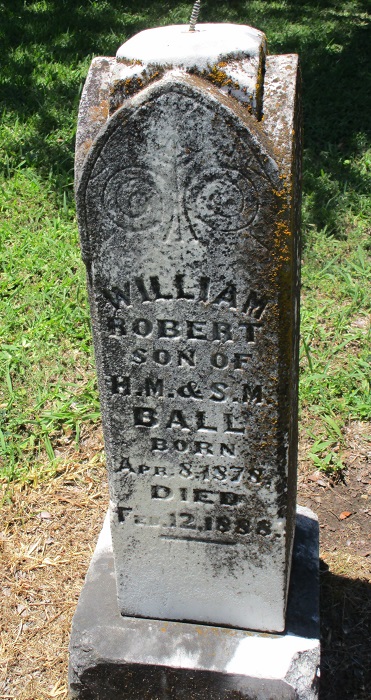 WILLIAM
ROBERT
SON OF
H.M. & S.M.
BALL
BORN
APR. 8, 1878.
DIED
FEB. 12, 1888.